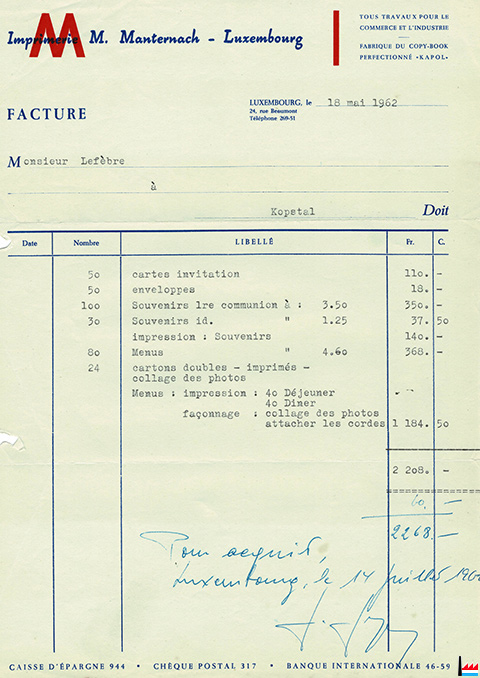 Imprimerie M. Manternach - Luxembourg
TOUS TRAVAUX POUR LE
COMMERCE ET L'INDUSTRIE
FABRIQUE DU COPY-BOOK
PERFECTIONNÉ «KAPOL»
FACTURE
LUXEMBOURG, le 18 mai 1962
24, rue Beaumont
Téléphone 269-51
Monsieur Lefèbre
à
Kopstal Doit
Date Nombre LIBELLÉ Fr. C.
50 cartes invitation 110. -
50 enveloppes 18. -
100 Souvenirs 1re communion à : 3.50 350. -
30 Souvenirs id. " 1.25 37. 50
impression : Souvenirs 140. -
80 Menus " 4.60 368. -
24 cartons doubles - imprimés -
collage des photos
Menus : impression : 40 Déjeuner
40 Diner
façonnage : collage des photos
attacher les cordes 1 184. 50
2 208. -
60. -
2268. -
Pour acquit,
Luxembourg, le 14 juillet
CAISSE D'ÉPARGNE 944 • CHÈQUE POSTAL 317 • BANQUE INTERNATIONALE 46-59